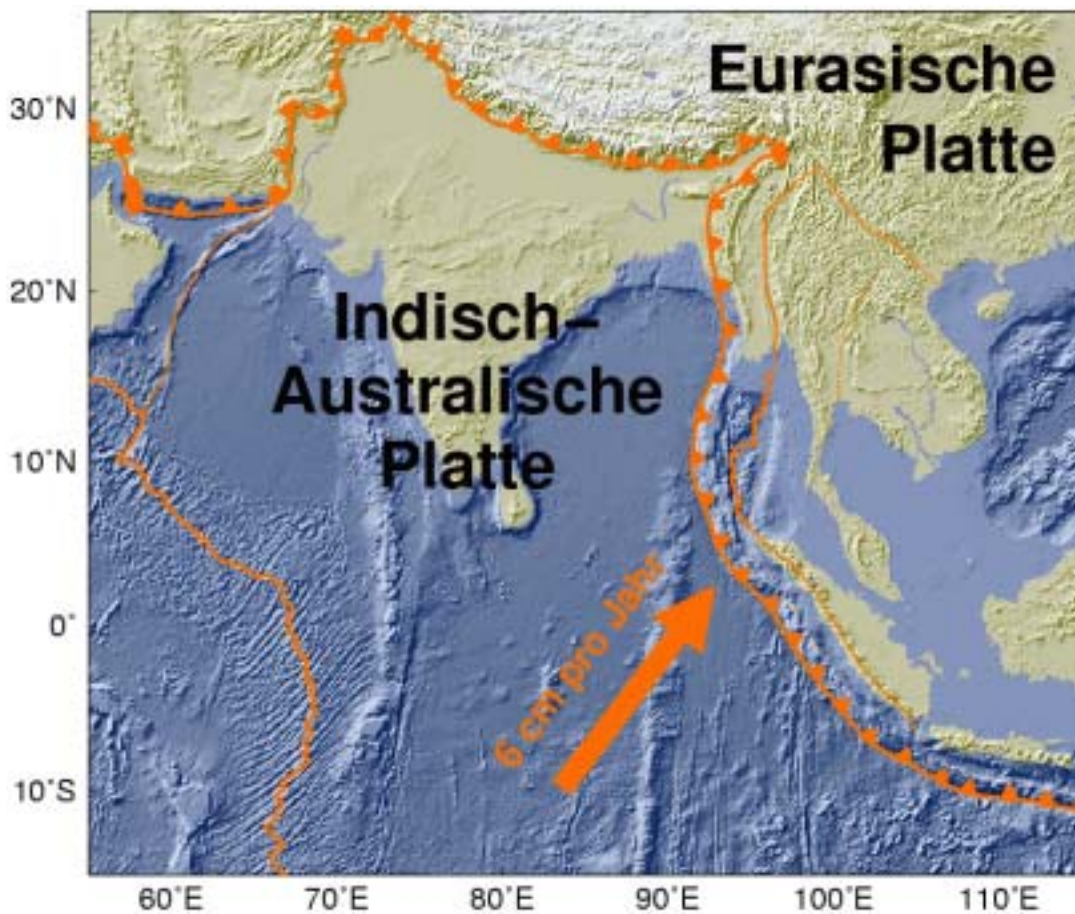 Eurasische
Platte
Indisch–
Australische
Platte
6 cm pro Jahr
30°N
20°N
10°N
0°
10°S
60°E
70°E
80°E
90°E
100°E
110°E